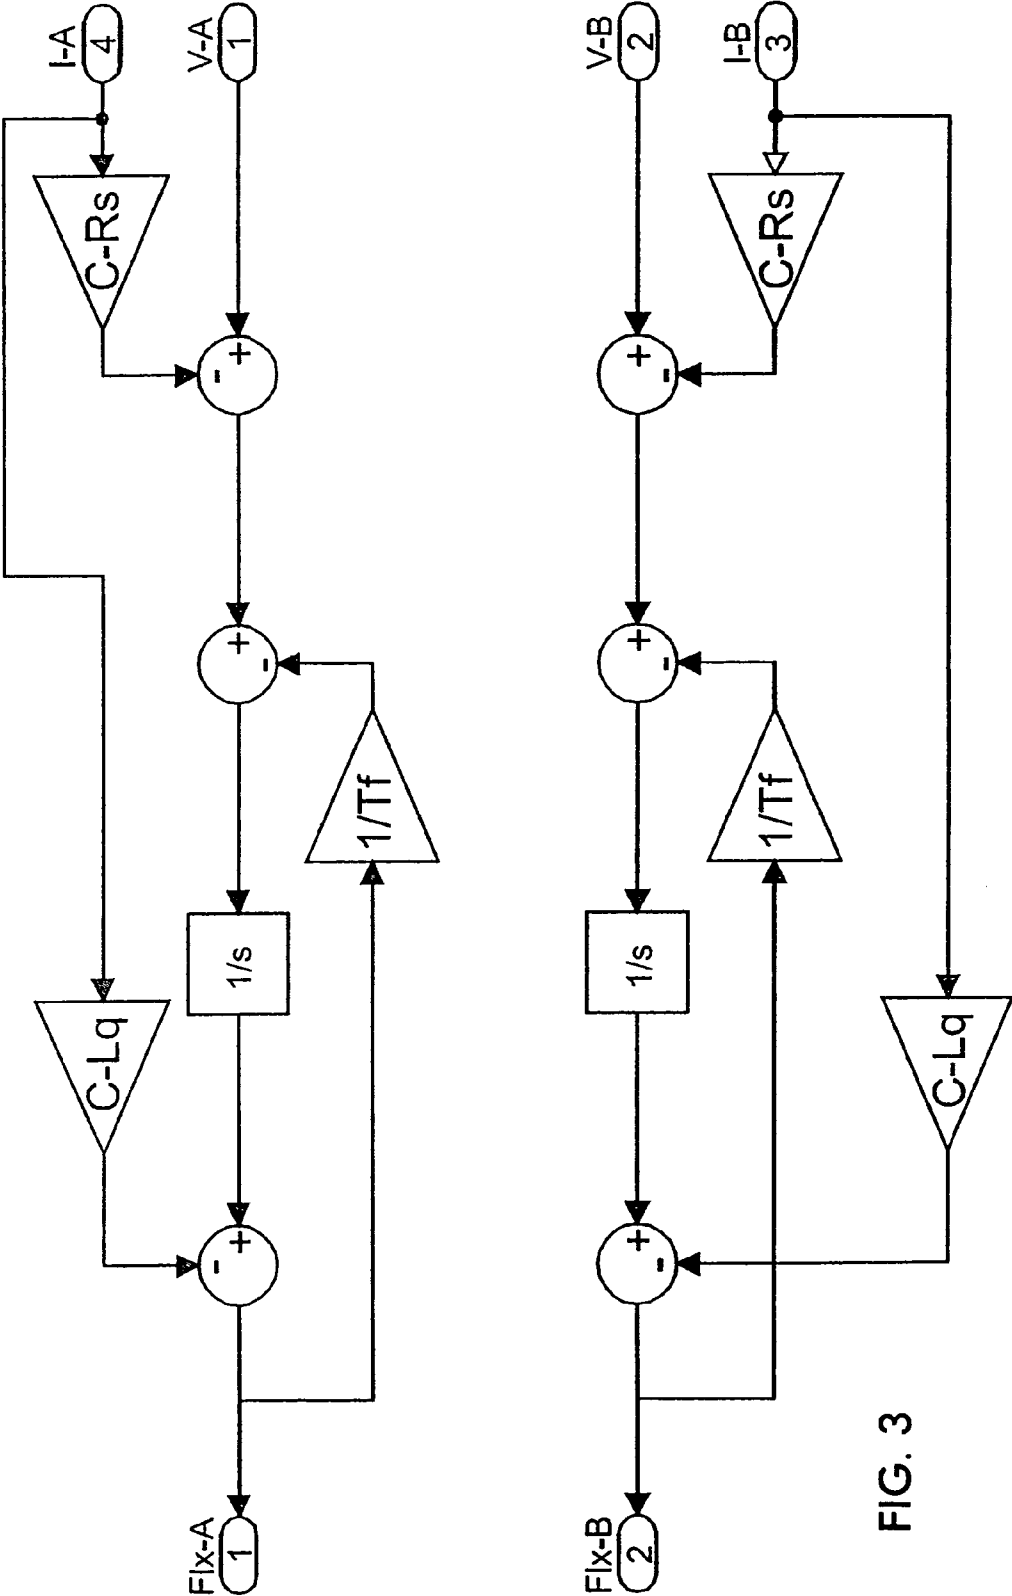 I-A
4
V-A
1
V-B
2
I-B
3
C-Rs
C-Rs
-
+
+
-
+
-
+
-
1/Tf
1/Tf
1/s
1/s
C-Lq
C-Lq
-
+
+
-
Flx-A
1
Flx-B
2
FIG. 3